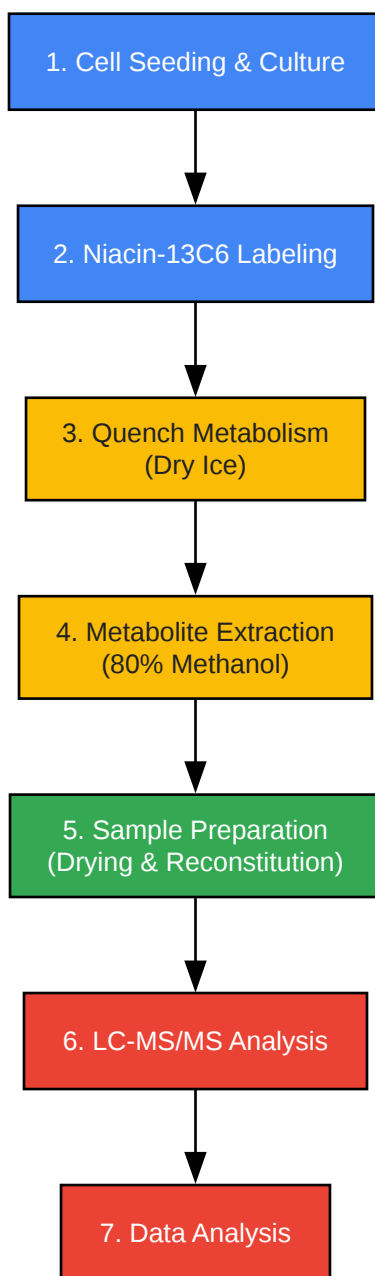 1. Cell Seeding & Culture
2. Niacin-13C6 Labeling
3. Quench Metabolism
(Dry Ice)
4. Metabolite Extraction
(80% Methanol)
5. Sample Preparation
(Drying & Reconstitution)
6. LC-MS/MS Analysis
7. Data Analysis